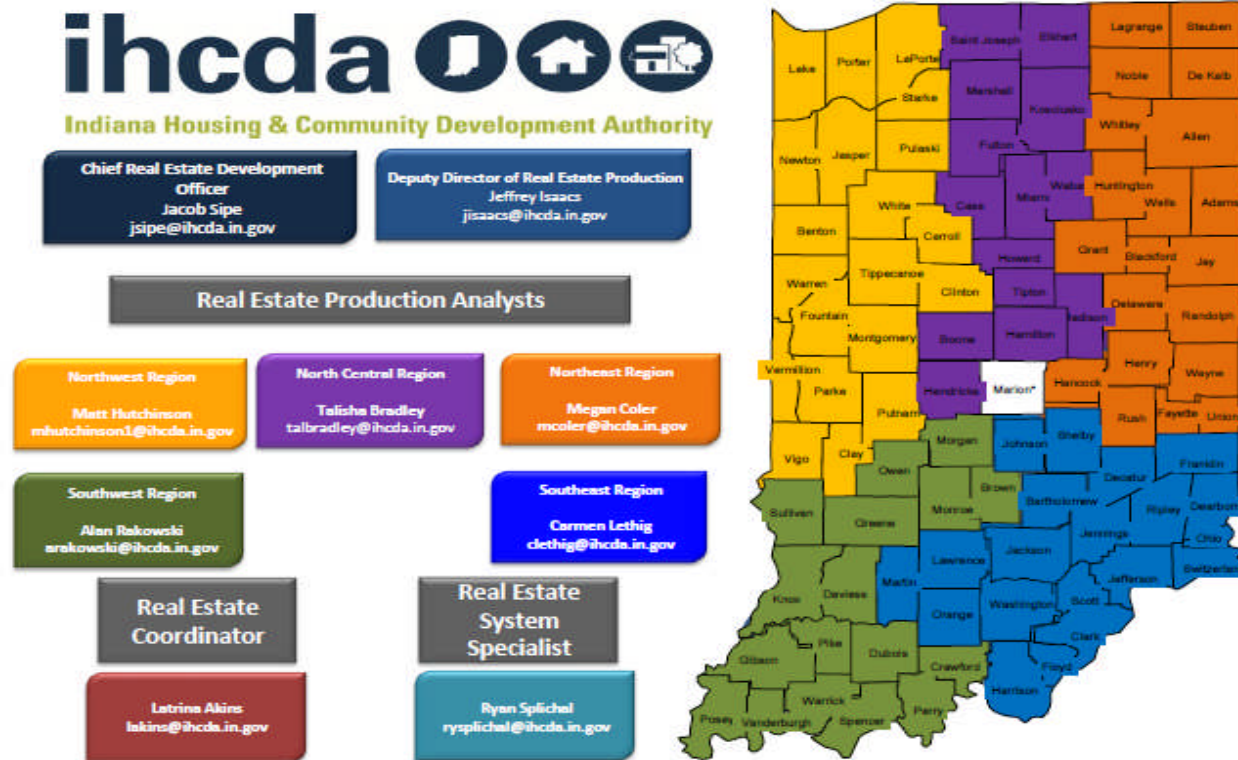 ihcda
Indiana Housing & Community Development Authority
Chief Real Estate Development
Officer
Jacob Sipe
jsipe@ihcda.in.gov
Deputy Director of Real Estate Production
Jeffrey Isaacs
jisaacs@ihcda.in.gov
Real Estate Production Analysts
Northwest Region
Matt Hutchinson
mhutchinson1@ihcda.in.gov
North Central Region
Talisha Bradley
talbradley@ihcda.in.gov
Northeast Region
Megan Coler
mcoler@ihcda.in.gov
Southwest Region
Alan Rakowski
arakowski@ihcda.in.gov
Southeast Region
Carmen Lethig
clethig@ihcda.in.gov
Real Estate
Coordinator
Real Estate
System
Specialist
Latrina Akins
lakins@ihcda.in.gov
Ryan Splichal
rysplichal@ihcda.in.gov
Saint Joseph
Elkhart
Lagrange
Steuben
Lake
Porter
LaPorte
Noble
De Kalb
Starke
Marshall
Kosciusko
Whitley
Allen
Newton
Jasper
Pulaski
Fulton
White
Cass
Miami
Waba
Huntington
Wells
Adams
Benton
Carroll
Howard
Grant
Blackford
Jay
Warren
Tippecanoe
Clinton
Tipton
Delaware
Randolph
Fountain
Montgomery
Boone
Hamilton
adison
Henry
Wayne
Vermillion
Parke
Putnam
Hendricks
Marion*
Hancock
Rush
Fayette
Union
Vigo
Clay
Owen
Morgan
Johnson
Shelby
Decatur
Franklin
Sullivan
Greene
Monroe
Brown
Bartholomew
Ripley
Dearborn
Jennings
Ohio
Lawrence
Jackson
Jefferson
Switzerlan
Knox
Daviess
Martin
Orange
Washington
Scott
Clark
Gibson
Pike
Dubois
Crawford
Floyd
Harrison
Posey
Vanderburgh
Warrick
Spencer
Perry